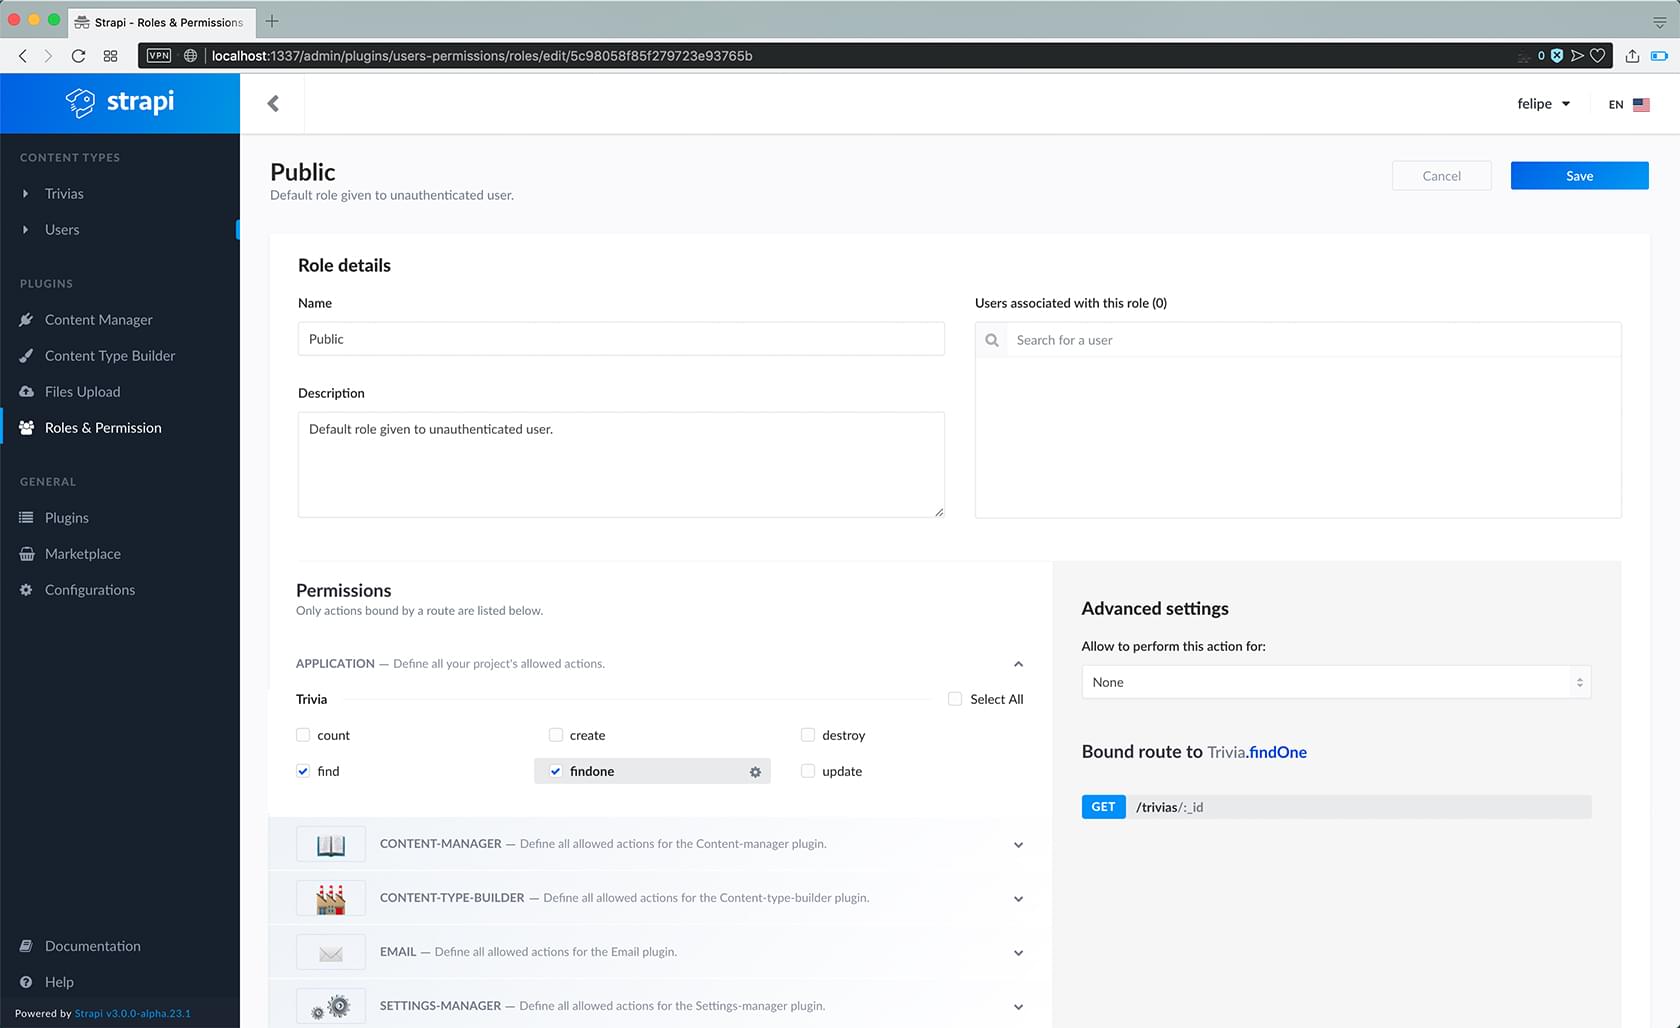 Strapi - Roles & Permissions
VPN
localhost:1337/admin/plugins/users-permissions/roles/edit/5c98058f85f279723e93765b
0
strapi
felipe
EN
CONTENT TYPES
Trivias
Users
PLUGINS
Content Manager
Content Type Builder
Files Upload
Roles & Permission
GENERAL
Plugins
Marketplace
Configurations
Documentation
Help
Powered by Strapi v3.0.0-alpha.23.1
Public
Default role given to unauthenticated user.
Cancel
Save
Role details
Name
Public
Description
Default role given to unauthenticated user.
Users associated with this role (0)
Search for a user
Permissions
Only actions bound by a route are listed below.
APPLICATION — Define all your project's allowed actions.
Trivia
Select All
count
create
destroy
find
findone
update
CONTENT-MANAGER — Define all allowed actions for the Content-manager plugin.
CONTENT-TYPE-BUILDER — Define all allowed actions for the Content-type-builder plugin.
EMAIL — Define all allowed actions for the Email plugin.
SETTINGS-MANAGER — Define all allowed actions for the Settings-manager plugin.
Advanced settings
Allow to perform this action for:
None
Bound route to Trivia.findOne
GET /trivias/:_id